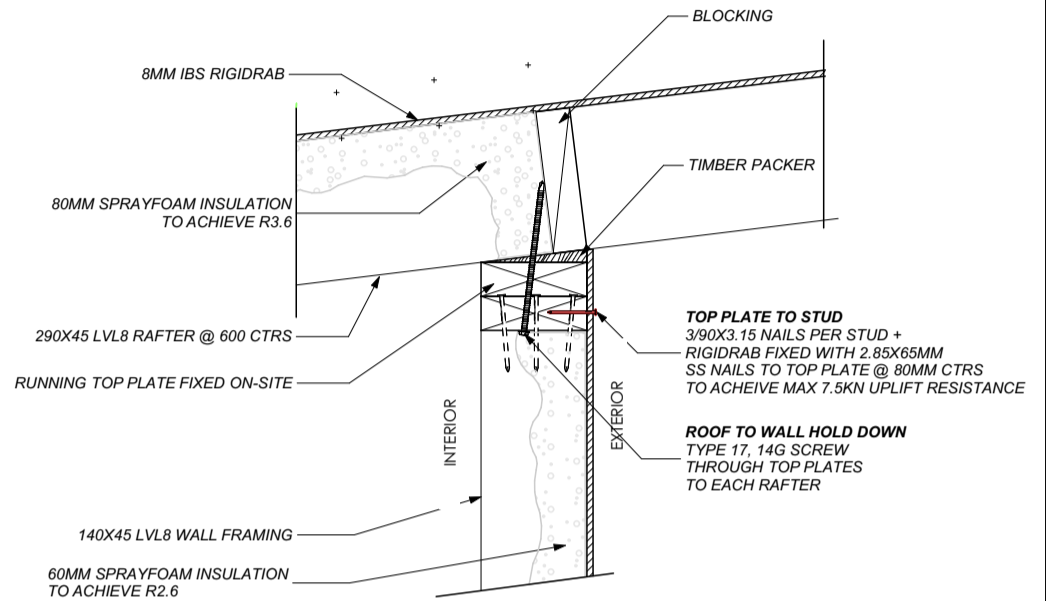 BLOCKING
8MM IBS RIGIDRAB
TIMBER PACKER
80MM SPRAYFOAM INSULATION
TO ACHIEVE R3.6
290X45 LVL8 RAFTER @ 600 CTRS
RUNNING TOP PLATE FIXED ON-SITE
TOP PLATE TO STUD
3/90X3.15 NAILS PER STUD +
RIGIDRAB FIXED WITH 2.85X65MM
SS NAILS TO TOP PLATE @ 80MM CTRS
TO ACHEIVE MAX 7.5KN UPLIFT RESISTANCE
INTERIOR
EXTERIOR
ROOF TO WALL HOLD DOWN
TYPE 17, 14G SCREW
THROUGH TOP PLATES
TO EACH RAFTER
140X45 LVL8 WALL FRAMING
60MM SPRAYFOAM INSULATION
TO ACHIEVE R2.6